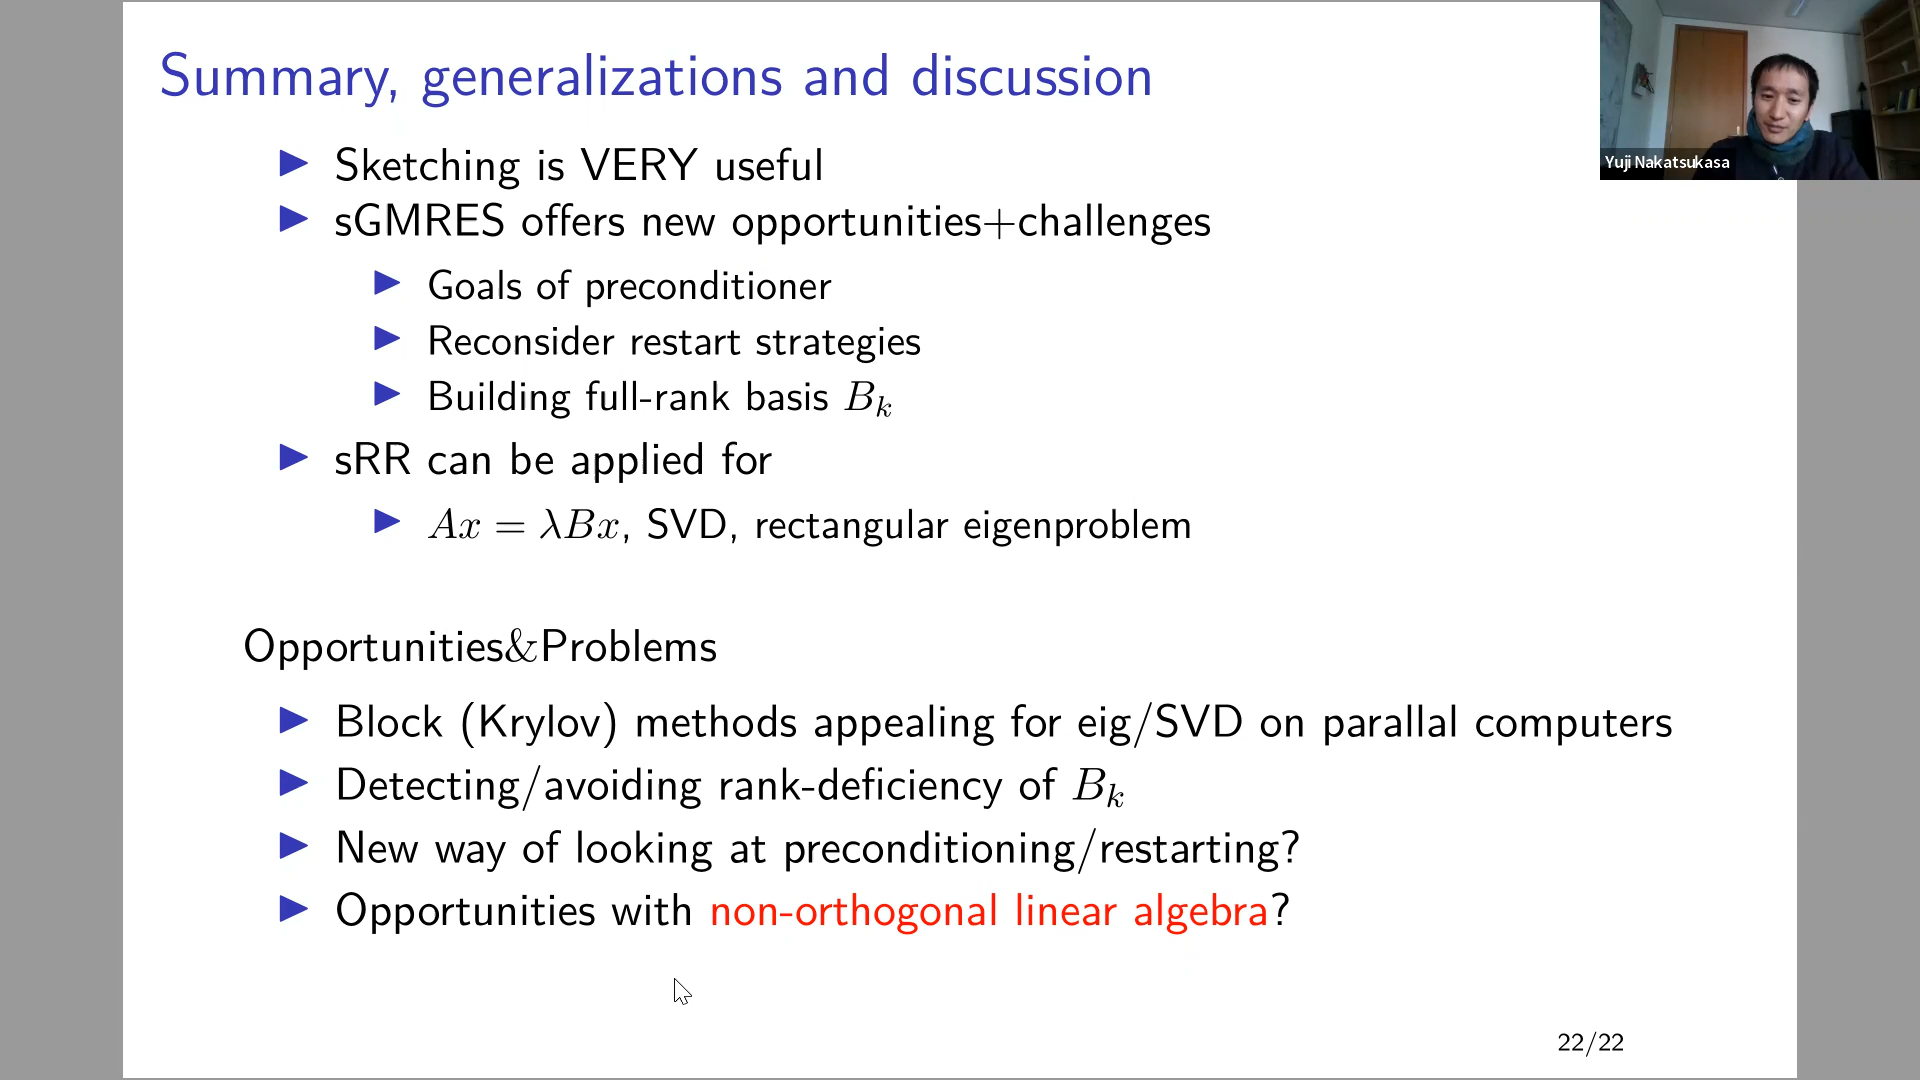 Summary, generalizations and discussion
Yuji Nakatsukasa
Sketching is VERY useful
sGMRES offers new opportunities+challenges
Goals of preconditioner
Reconsider restart strategies
Building full-rank basis B_k
sRR can be applied for
Ax = λBx, SVD, rectangular eigenproblem
Opportunities&Problems
Block (Krylov) methods appealing for eig/SVD on parallal computers
Detecting/avoiding rank-deficiency of B_k
New way of looking at preconditioning/restarting?
Opportunities with non-orthogonal linear algebra?
22/22